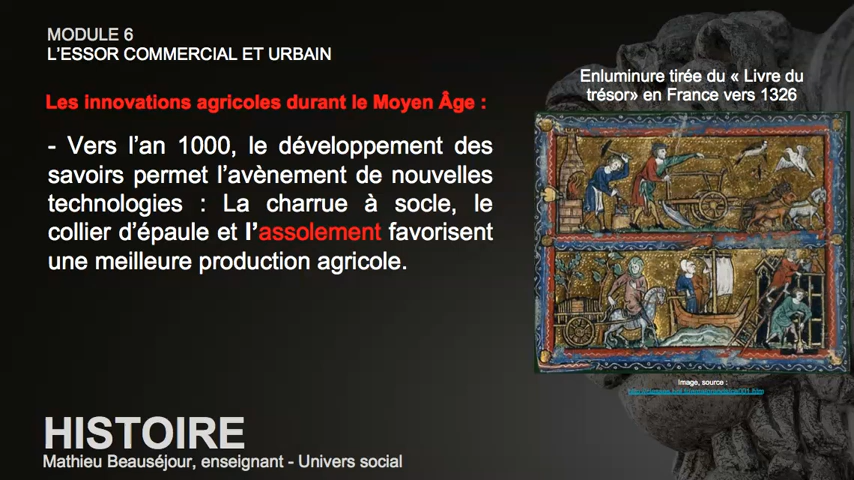 MODULE 6
L'ESSOR COMMERCIAL ET URBAIN
Les innovations agricoles durant le Moyen Âge :
- Vers l'an 1000, le développement des
savoirs permet l'avènement de nouvelles
technologies : La charrue à socle, le
collier d'épaule et l'assolement favorisent
une meilleure production agricole.
Enluminure tirée du « Livre du
trésor» en France vers 1326
Image, source :
HISTOIRE
Mathieu Beauséjour, enseignant - Univers social